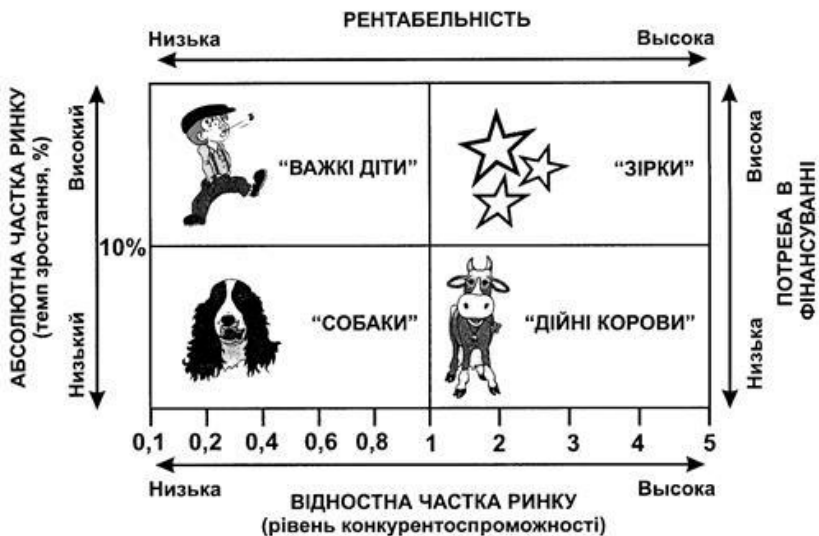 РЕНТАБЕЛЬНІСТЬ
Низька
Высока
АБСОЛЮТНА ЧАСТКА РИНКУ
(темп зростання, %)
Високий
Низький
10%
“ВАЖКІ ДІТИ”
“ЗІРКИ”
“СОБАКИ”
“ДІЙНІ КОРОВИ”
Висока
Низька
ПОТРЕБА В
ФІНАНСУВАННІ
0,1 0,2 0,4 0,6 0,8 1 2 3 4 5
Низька
Высока
ВІДНОСТНА ЧАСТКА РИНКУ
(рівень конкурентоспроможності)